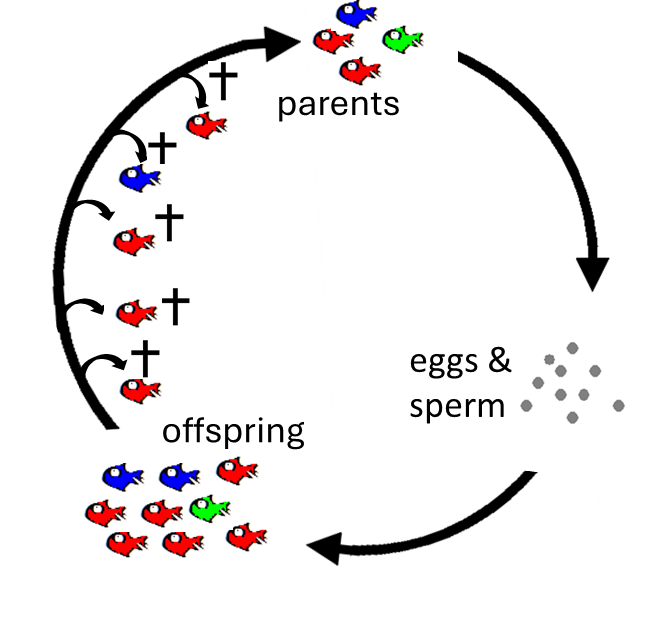 parents
eggs &
sperm
offspring